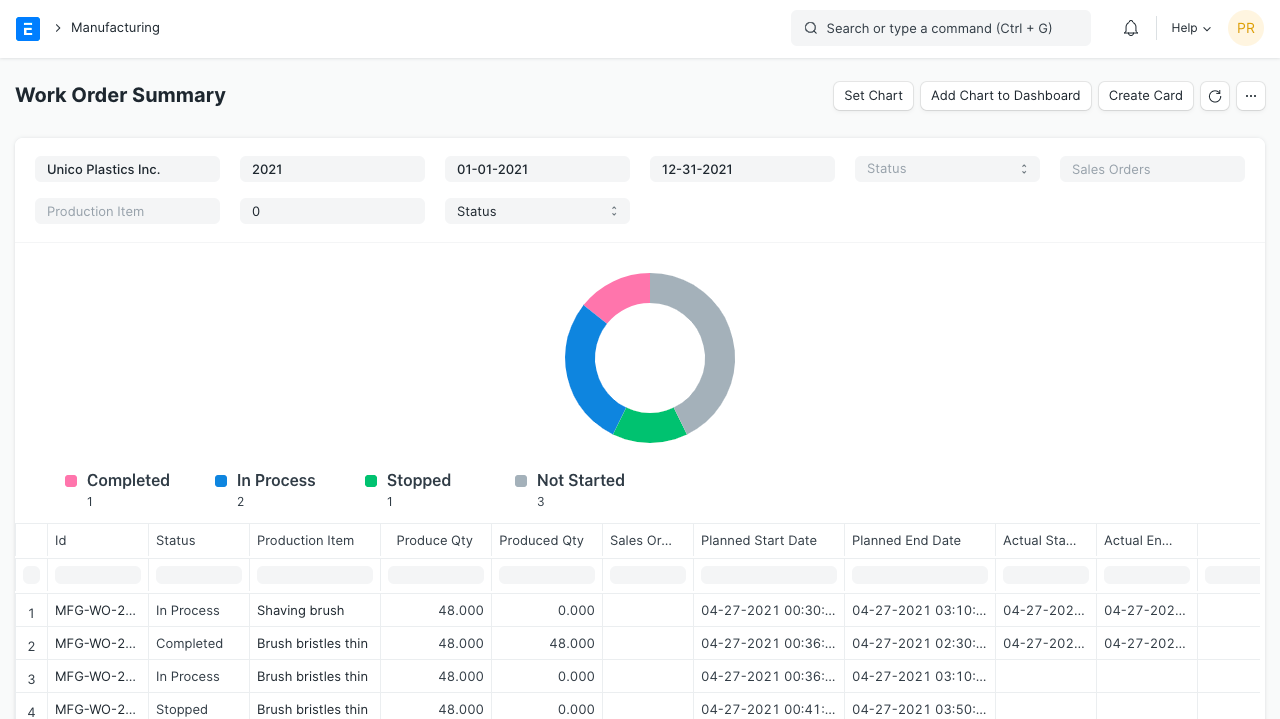 E
Manufacturing
Search or type a command (Ctrl + G)
Help
PR
Work Order Summary
Set Chart
Add Chart to Dashboard
Create Card
Unico Plastics Inc.
2021
01-01-2021
12-31-2021
Status
Sales Orders
Production Item
0
Status
Completed
1
In Process
2
Stopped
1
Not Started
3
Id Status Production Item Produce Qty Produced Qty Sales Or... Planned Start Date Planned End Date Actual Sta... Actual En...
1 MFG-WO-2... In Process Shaving brush 48.000 0.000 04-27-2021 00:30:... 04-27-2021 03:10:... 04-27-202... 04-27-202...
2 MFG-WO-2... Completed Brush bristles thin 48.000 48.000 04-27-2021 00:36:... 04-27-2021 02:30:... 04-27-202... 04-27-202...
3 MFG-WO-2... In Process Brush bristles thin 48.000 0.000 04-27-2021 00:36:... 04-27-2021 03:10:...
4 MFG-WO-2... Stopped Brush bristles thin 48.000 0.000 04-27-2021 00:41:... 04-27-2021 03:50:...